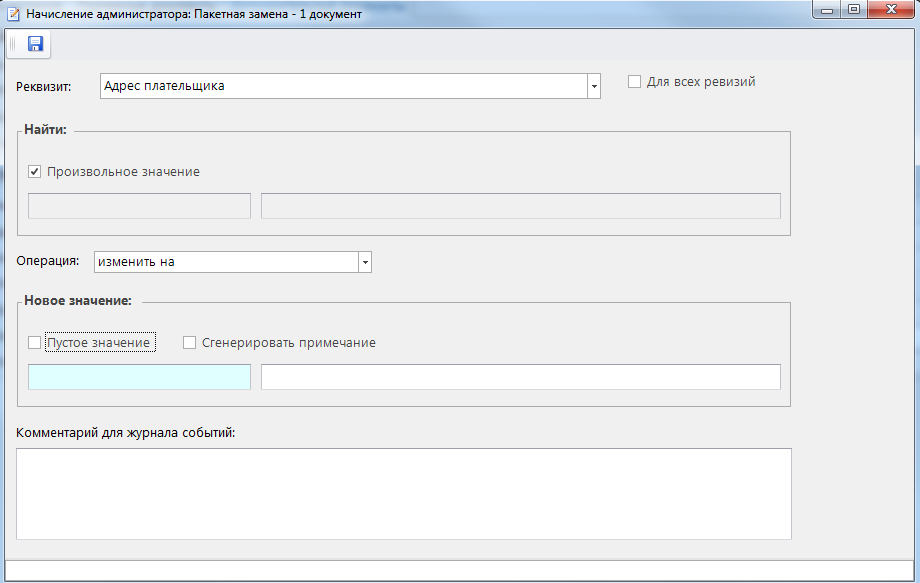 Начисление администратора: Пакетная замена - 1 документ
Реквизит: Адрес плательщика Для всех ревизий
Найти:
Произвольное значение
Операция: изменить на
Новое значение:
Пустое значение Сгенерировать примечание
Комментарий для журнала событий: